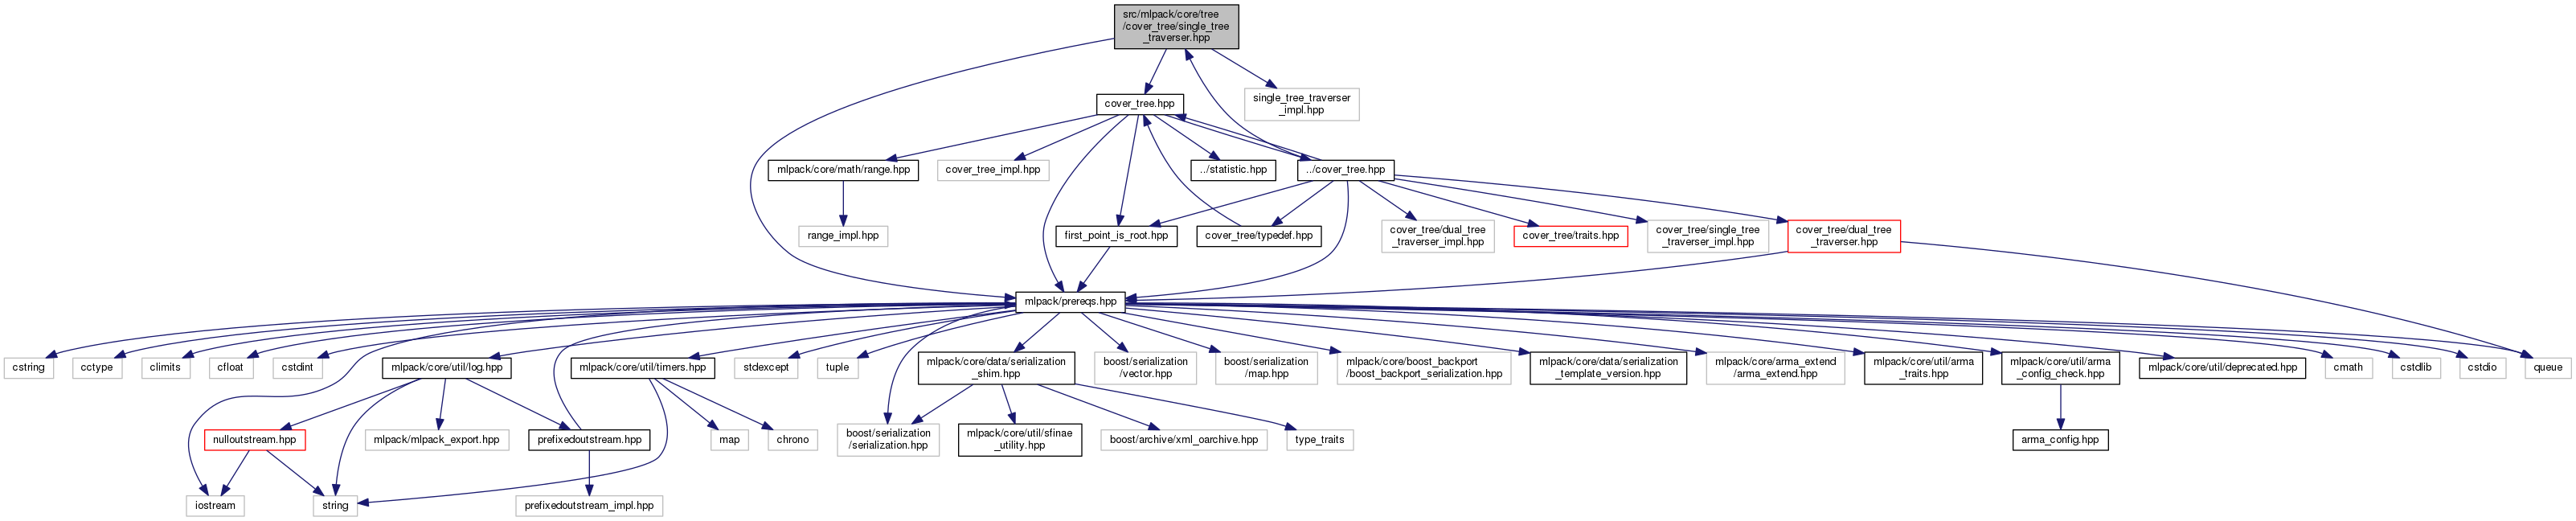 src/mlpack/core/tree
/cover_tree/single_tree
_traverser.hpp
cover_tree.hpp
single_tree_traverser
_impl.hpp
mlpack/core/math/range.hpp
cover_tree_impl.hpp
../statistic.hpp
../cover_tree.hpp
range_impl.hpp
first_point_is_root.hpp
cover_tree/typedef.hpp
cover_tree/dual_tree
_traverser_impl.hpp
cover_tree/traits.hpp
cover_tree/single_tree
_traverser_impl.hpp
cover_tree/dual_tree
_traverser.hpp
mlpack/prereqs.hpp
cstring
cctype
climits
cfloat
cstdint
mlpack/core/util/log.hpp
mlpack/core/util/timers.hpp
stdexcept
tuple
mlpack/core/data/serialization
_shim.hpp
boost/serialization
/vector.hpp
boost/serialization
/map.hpp
mlpack/core/boost_backport
/boost_backport_serialization.hpp
mlpack/core/data/serialization
_template_version.hpp
mlpack/core/arma_extend
/arma_extend.hpp
mlpack/core/util/arma
_traits.hpp
mlpack/core/util/arma
_config_check.hpp
mlpack/core/util/deprecated.hpp
cmath
cstdlib
cstdio
queue
nulloutstream.hpp
mlpack/mlpack_export.hpp
prefixedoutstream.hpp
map
chrono
boost/serialization
/serialization.hpp
mlpack/core/util/sfinae
_utility.hpp
boost/archive/xml_oarchive.hpp
type_traits
arma_config.hpp
iostream
string
prefixedoutstream_impl.hpp